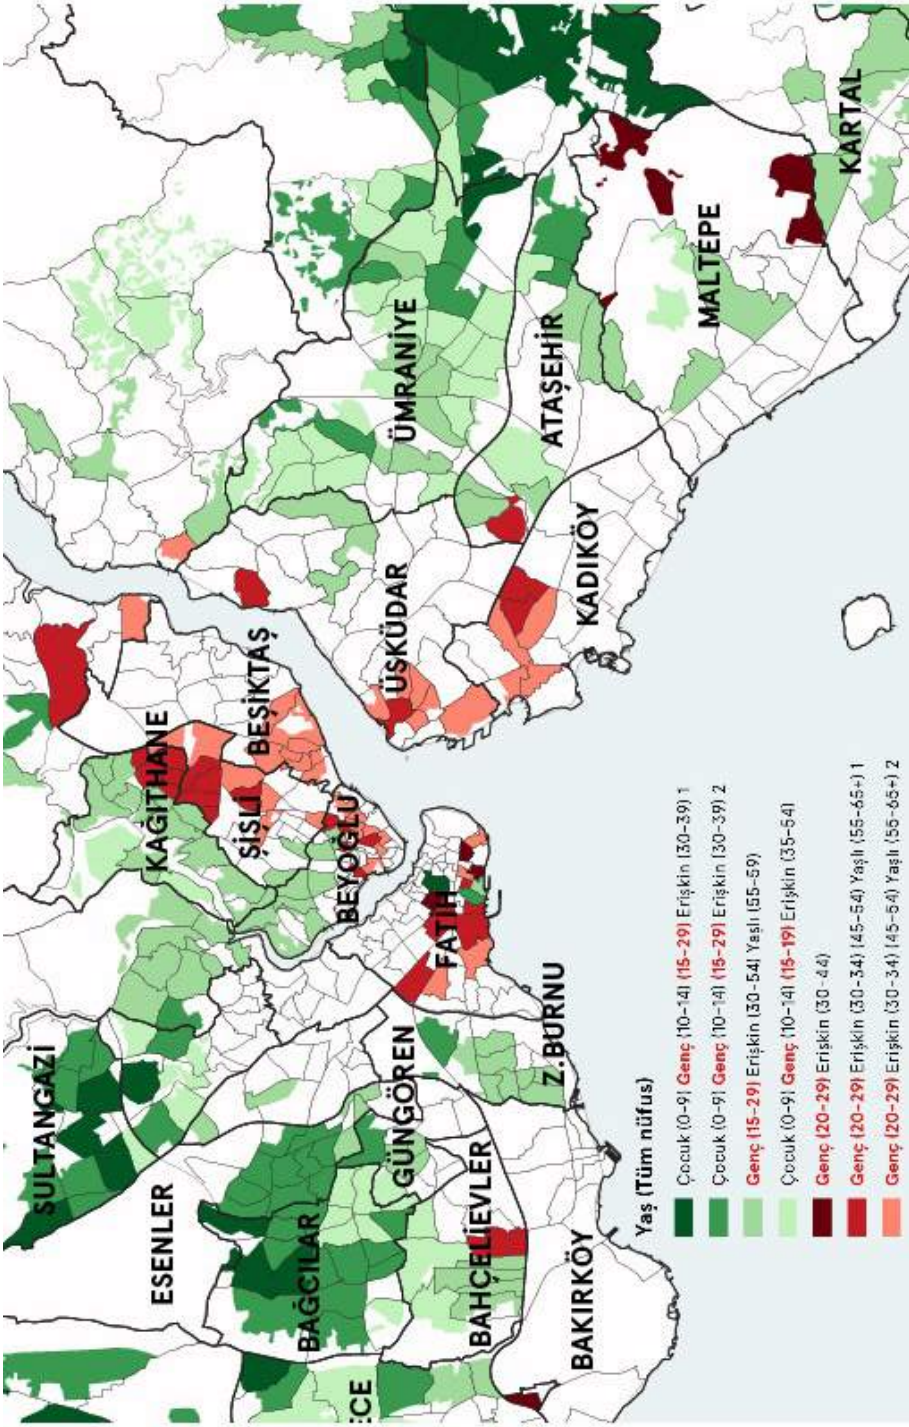 SULTANGAZİ
ESENLER
BAĞCILAR
ECE
GÜNGÖREN
BAHÇELİEVLER
BAKIRKÖY
Z.BURNU
FATİH
KAĞITHANE
ŞİŞLİ
BEŞİKTAŞ
BEYOĞLU
ÜSKÜDAR
KADIKÖY
ÜMRANİYE
ATAŞEHİR
MALTEPE
KARTAL
Yaş (Tüm nüfus)
Çocuk (0-9) Genç (10-14) (15-29) Erişkin (30-39) 1
Çocuk (0-9) Genç (10-14) (15-29) Erişkin (30-39) 2
Genç (15-29) Erişkin (30-54) Yaşlı (55-59)
Çocuk (0-9) Genç (10-14) (15-19) Erişkin (35-54)
Genç (20-29) Erişkin (30-44)
Genç (20-29) Erişkin (30-34) (45-54) Yaşlı (55-65+) 1
Genç (20-29) Erişkin (30-34) (45-54) Yaşlı (55-65+) 2